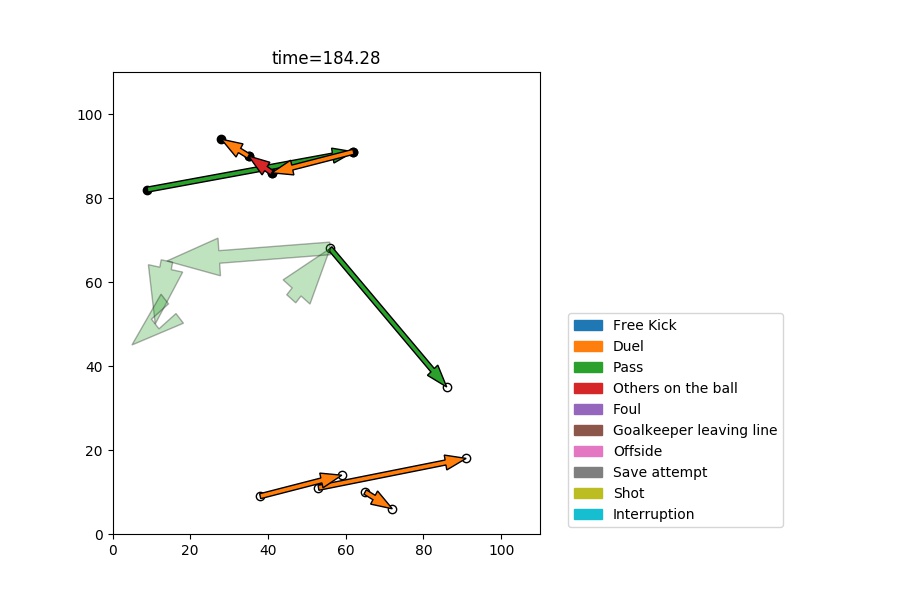 time=184.28
100
80
60
40
20
0
0 20 40 60 80 100
Free Kick
Duel
Pass
Others on the ball
Foul
Goalkeeper leaving line
Offside
Save attempt
Shot
Interruption